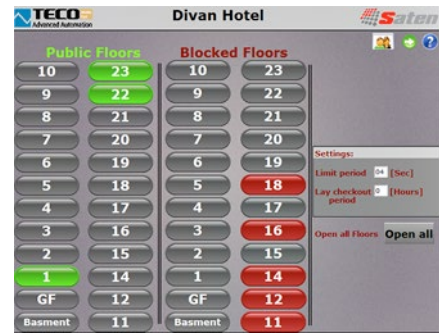 TECO
Advanced Automation
Divan Hotel
Saten
Public Floors
Blocked Floors
10 23 10 23
9 22 9 22
8 21 8 21
7 20 7 20
6 19 6 19
5 18 5 18
4 17 4 17
3 16 3 16
2 15 2 15
1 14 1 14
GF 12 GF 12
Basment 11 Basment 11
Settings:
Limit period 04 [Sec]
Lay checkout 0 [Hours]
period
Open all Floors Open all